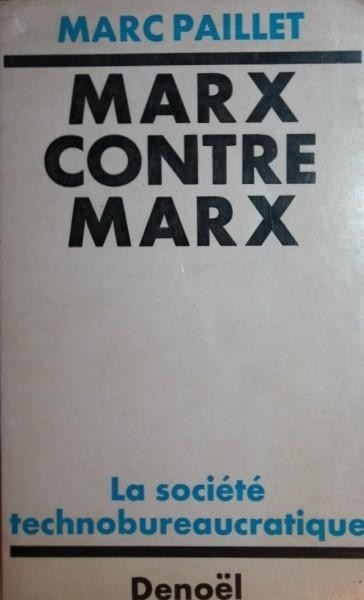 MARC PAILLET
MARX
CONTRE
MARX
La société
technobureaucratique
Denoël